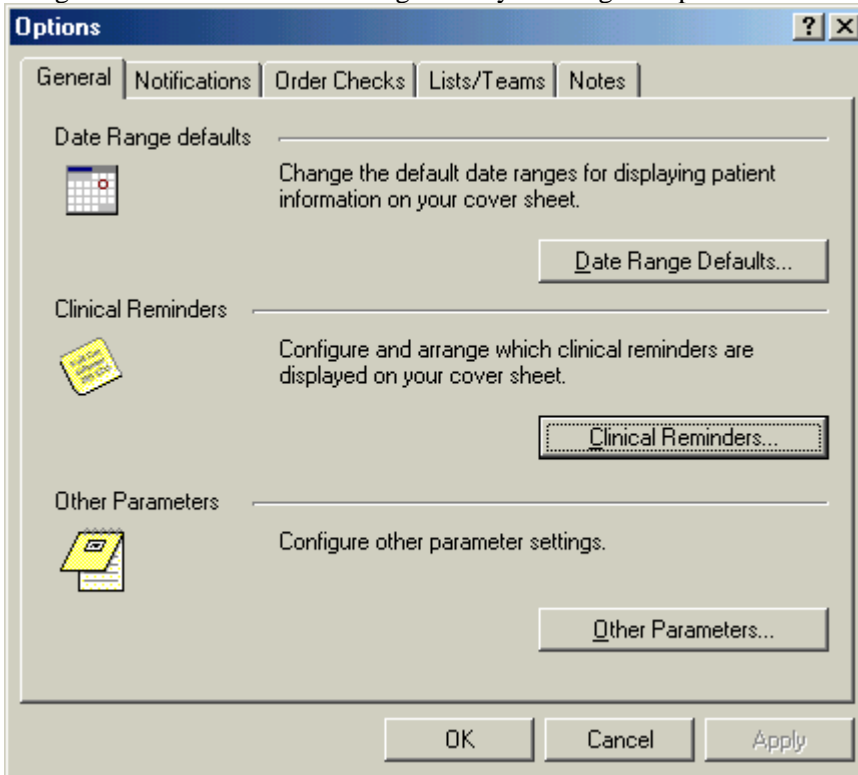 Options
General Notifications Order Checks Lists/Teams Notes
Date Range defaults
Change the default date ranges for displaying patient
information on your cover sheet.
Date Range Defaults...
Clinical Reminders
Configure and arrange which clinical reminders are
displayed on your cover sheet.
Clinical Reminders...
Other Parameters
Configure other parameter settings.
Other Parameters...
OK Cancel Apply